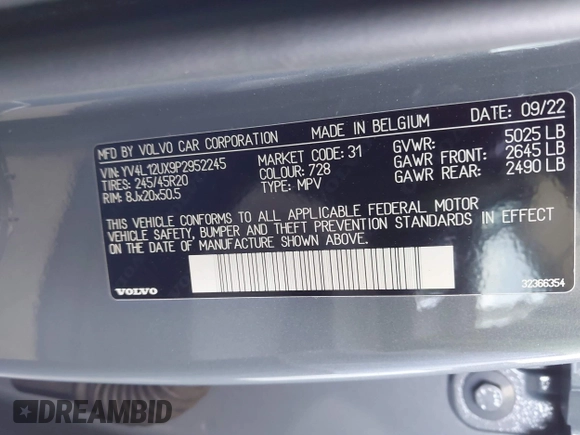 MFD. BY VOLVO CAR CORPORATION MADE IN BELGIUM DATE: 09/22
VIN: YV4L12UX9P2952245 MARKET CODE: 31 GVWR: 5025 LB
TIRES: 245/45R20 COLOUR: 728 GAWR FRONT: 2645 LB
RIM: 8Jx20x50.5 TYPE: MPV GAWR REAR: 2490 LB
THIS VEHICLE CONFORMS TO ALL APPLICABLE FEDERAL MOTOR
VEHICLE SAFETY, BUMPER AND THEFT PREVENTION STANDARDS IN EFFECT
ON THE DATE OF MANUFACTURE SHOWN ABOVE.
VOLVO 32366354
DREAMBID